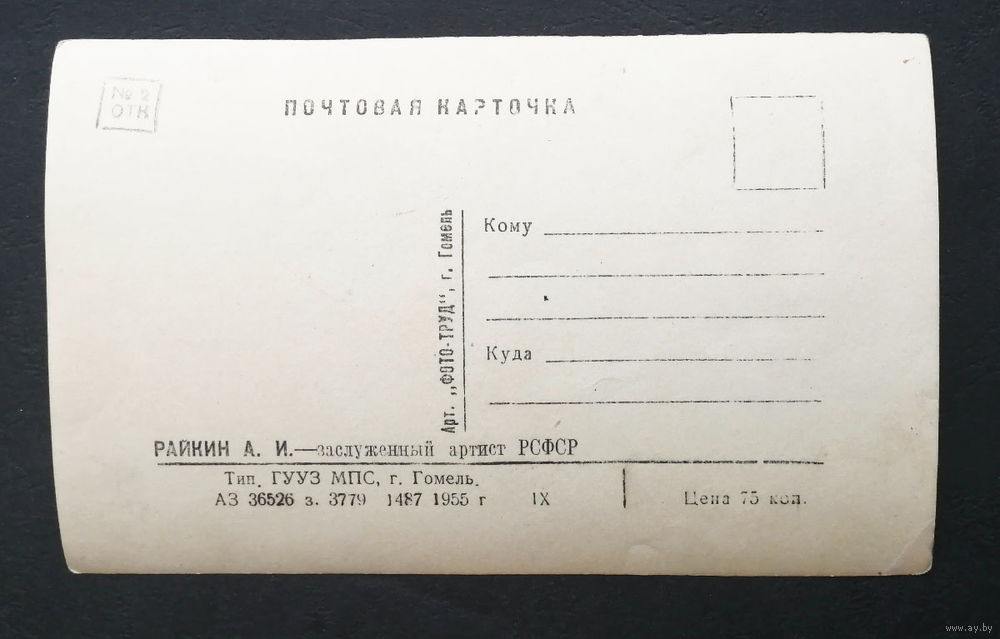 № 2
ОТК
ПОЧТОВАЯ КАРТОЧКА
Кому
Куда
Арт. „ФОТО-ТРУД“, г. Гомель
РАЙКИН А. И.—заслуженный артист РСФСР
Тип. ГУУЗ МПС, г. Гомель.
АЗ 36526 з. 3779 1487 1955 г IX
Цена 75 коп.
www.ay.by